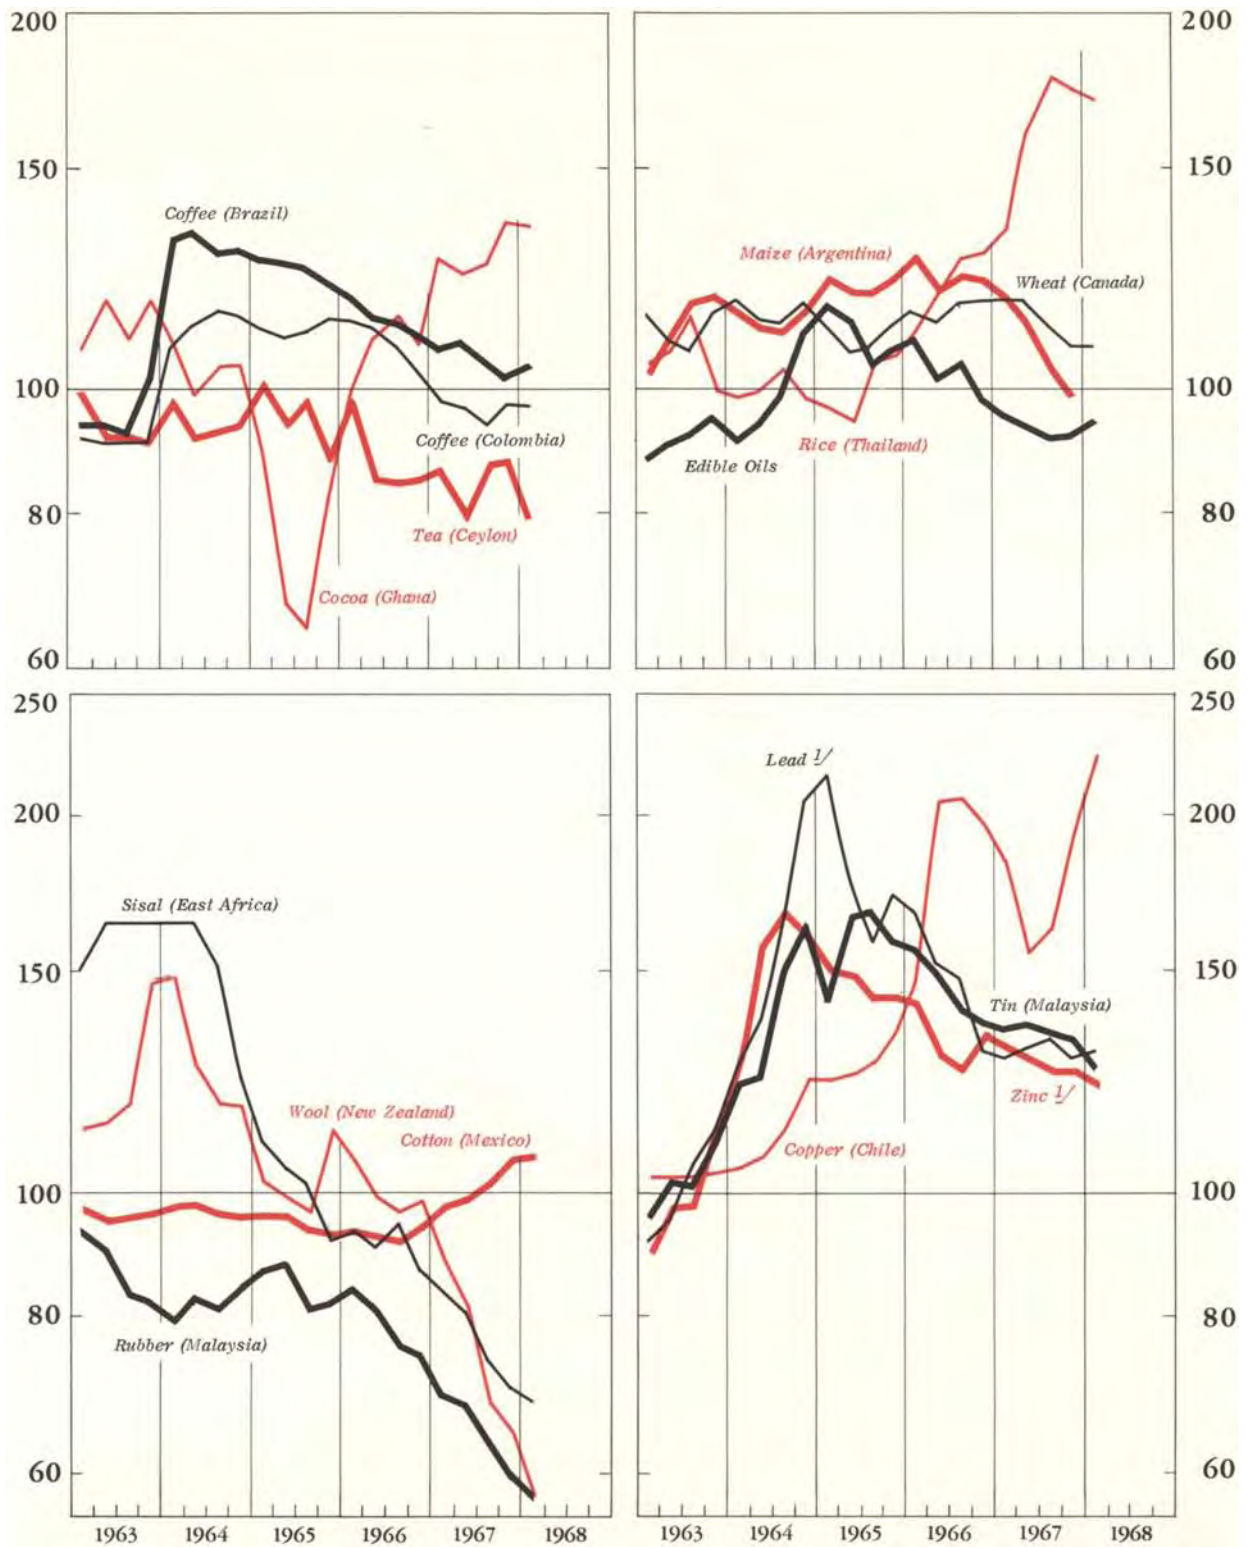 200
200
150
150
Coffee (Brazil)
Maize (Argentina)
Wheat (Canada)
100
100
Coffee (Colombia)
Rice (Thailand)
Edible Oils
80
80
Tea (Ceylon)
Cocoa (Ghana)
60
60
250
250
Lead 1/
200
200
Sisal (East Africa)
150
150
Tin (Malaysia)
Zinc 1/
Wool (New Zealand)
Cotton (Mexico)
Copper (Chile)
100
100
80
80
Rubber (Malaysia)
60
60
1963 1964 1965 1966 1967 1968
1963 1964 1965 1966 1967 1968